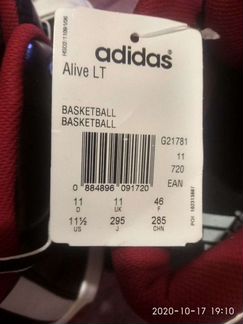 adidas
Alive LT
BASKETBALL
BASKETBALL
G21781
11
720
0 884896 091720
EAN
11 11 46
D UK F
11½ 295 285
US J CHN
2020-10-17 19:10